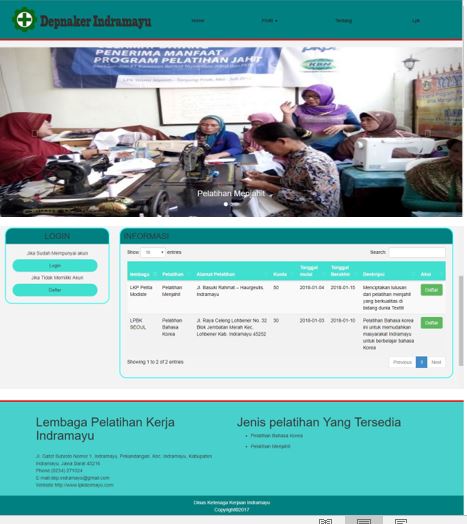 Depnaker Indramayu
Home
Profil
Tentang
Lpk
PENERIMA MANFAAT
PROGRAM PELATIHAN JAHIT
KBN
Pelatihan Menjahit
LOGIN
Jika Sudah Mempunyai akun
Login
Jika Tidak Memiliki Akun
Daftar
INFORMASI
Show 10 entries
Search:
lembaga Pelatihan Alamat Pelatihan Kuota Tanggal mulai Tanggal Berakhir Deskripsi Aksi
LKP Pelita Modiste Pelatihan Menjahit Jl. Basuki Rahmat – Haurgeulis Indramayu 50 2018-01-04 2018-01-15 Menciptakan lulusan dari pelatihan menjahit yang berkualitas di bidang dunia Textil Daftar
LPBK SEOUL Pelatihan Bahasa Korea Jl. Raya Celeng Lohbener No. 32 Blok Jembatan Merah Kec. Lohbener Kab. Indramayu 45252 30 2018-01-03 2018-01-10 Pelatihan Bahasa korea ini untuk memudahkan masyarakat Indramayu untuk berbelajar bahasa Korea Daftar
Showing 1 to 2 of 2 entries
Previous 1 Next
Lembaga Pelatihan Kerja
Indramayu
Jl. Gatot Subroto Nomor 1, Indramayu, Pekandangan, Kec. Indramayu, Kabupaten
Indramayu, Jawa Barat 45216
Phone:(0234) 271024
E-mail:dep.indramayu@gmail.com
Website:http://www.lpkdisnmayu.com
Jenis pelatihan Yang Tersedia
Pelatihan Bahasa Korea
Pelatihan Menjahit
Dinas Ketenaga Kerjaan Indramayu
Copyright©2017